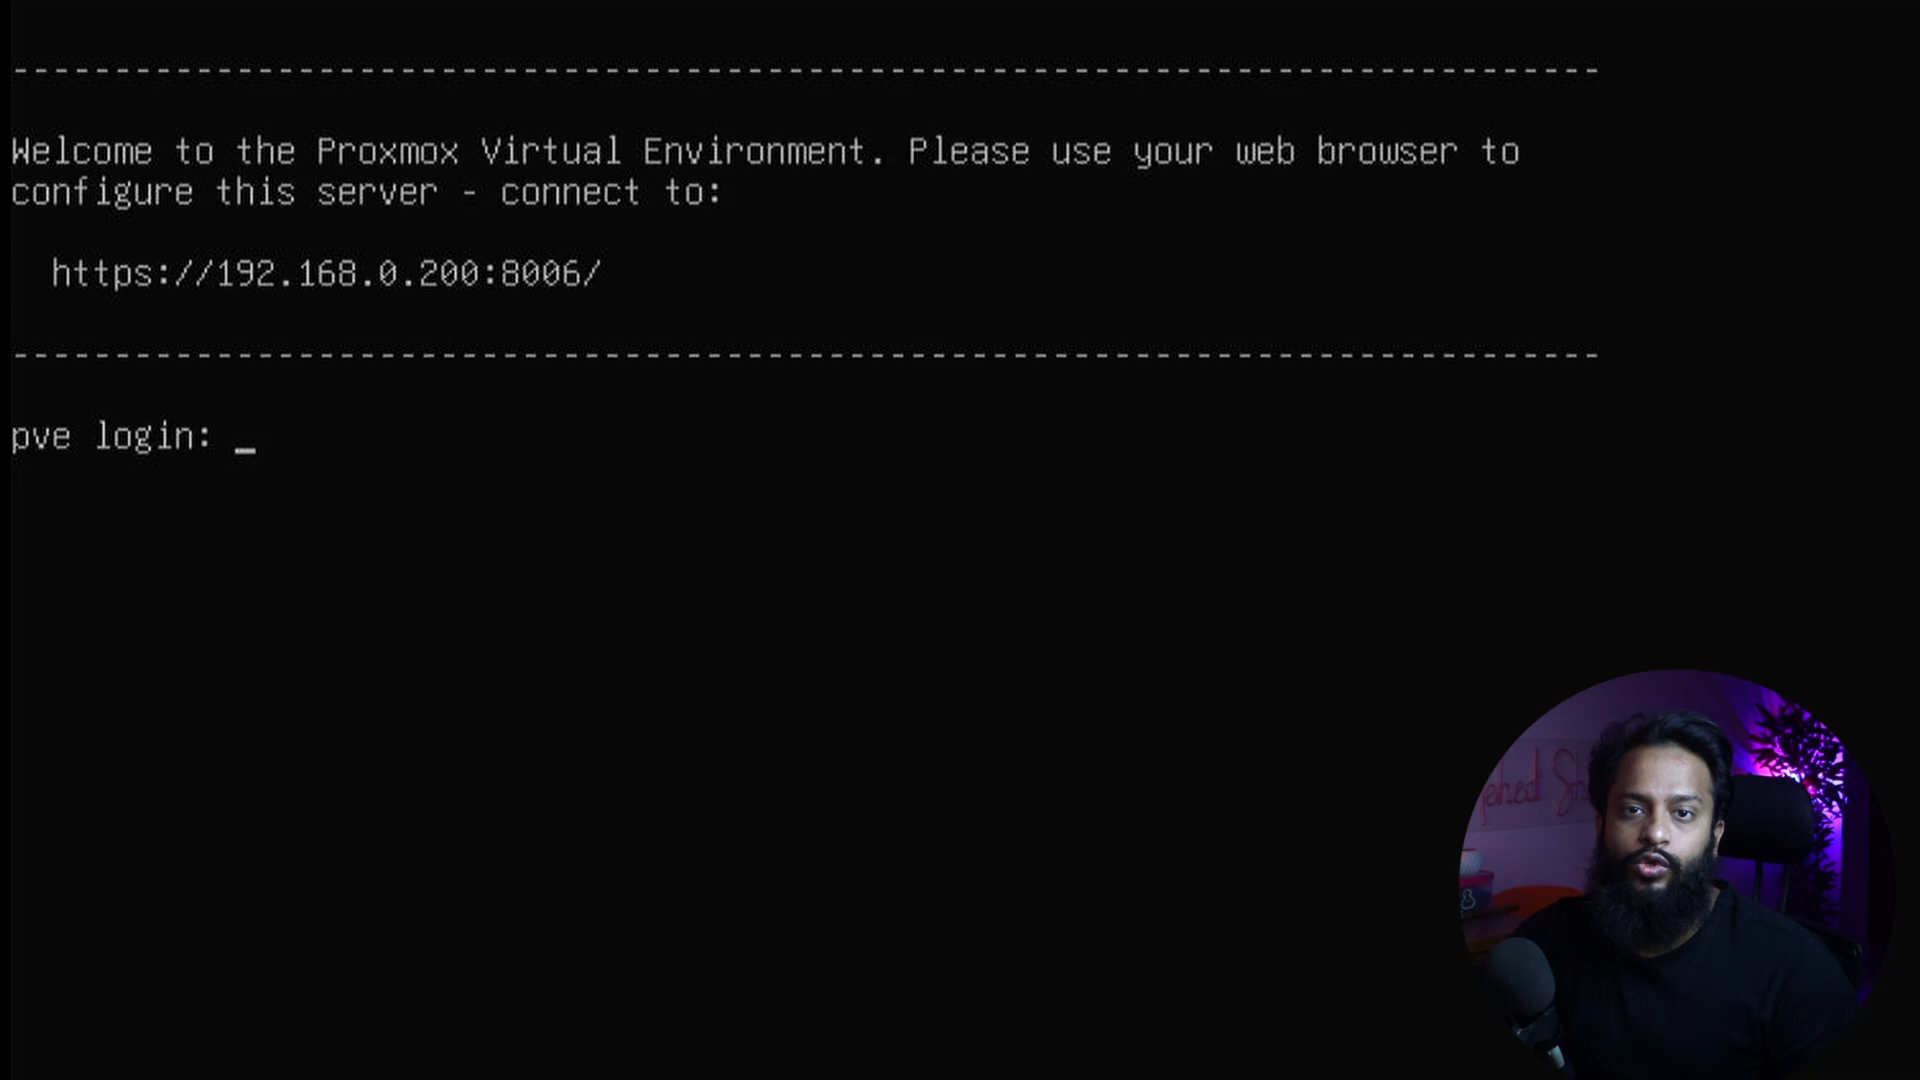 --------------------------------------------------------------------------------
Welcome to the Proxmox Virtual Environment. Please use your web browser to
configure this server - connect to:
https://192.168.0.200:8006/
--------------------------------------------------------------------------------
pve login: _